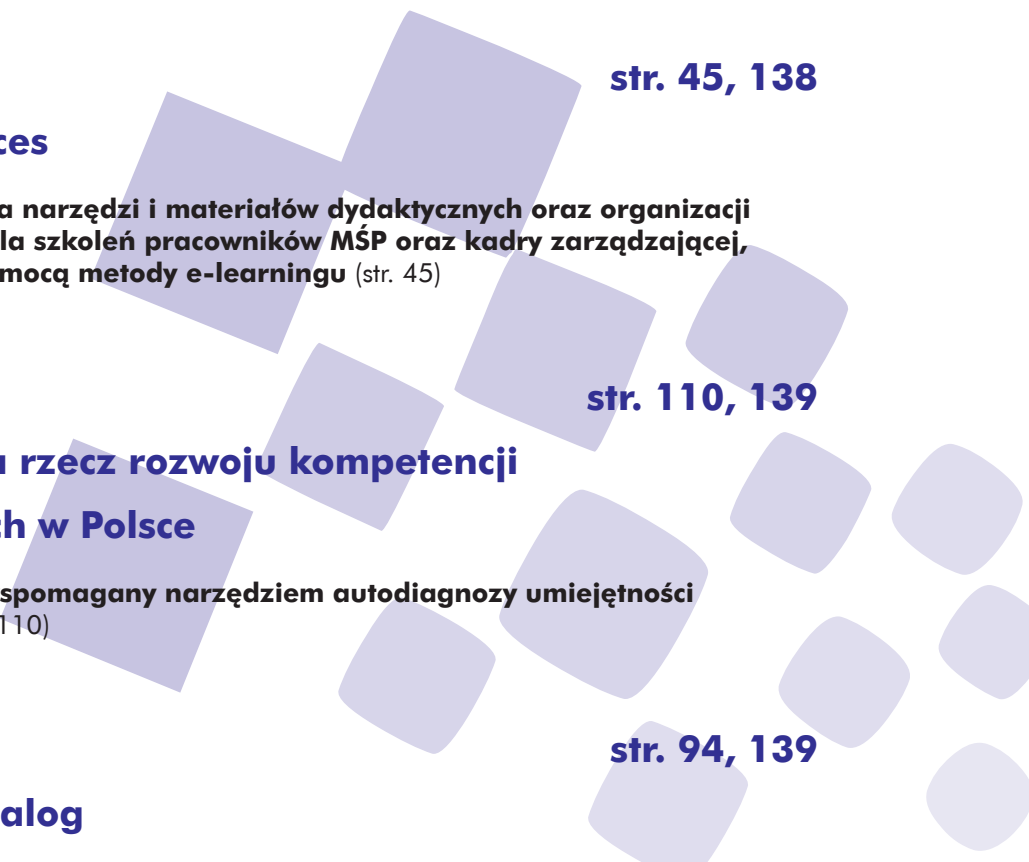 str. 45, 138
ces
a narzędzi i materiałów dydaktycznych oraz organizacji
la szkoleń pracowników MŚP oraz kadry zarządzającej,
mocą metody e-learningu (str. 45)
str. 110, 139
rzecz rozwoju kompetencji
h w Polsce
spomagany narzędziem autodiagnozy umiejętności
110)
str. 94, 139
alog